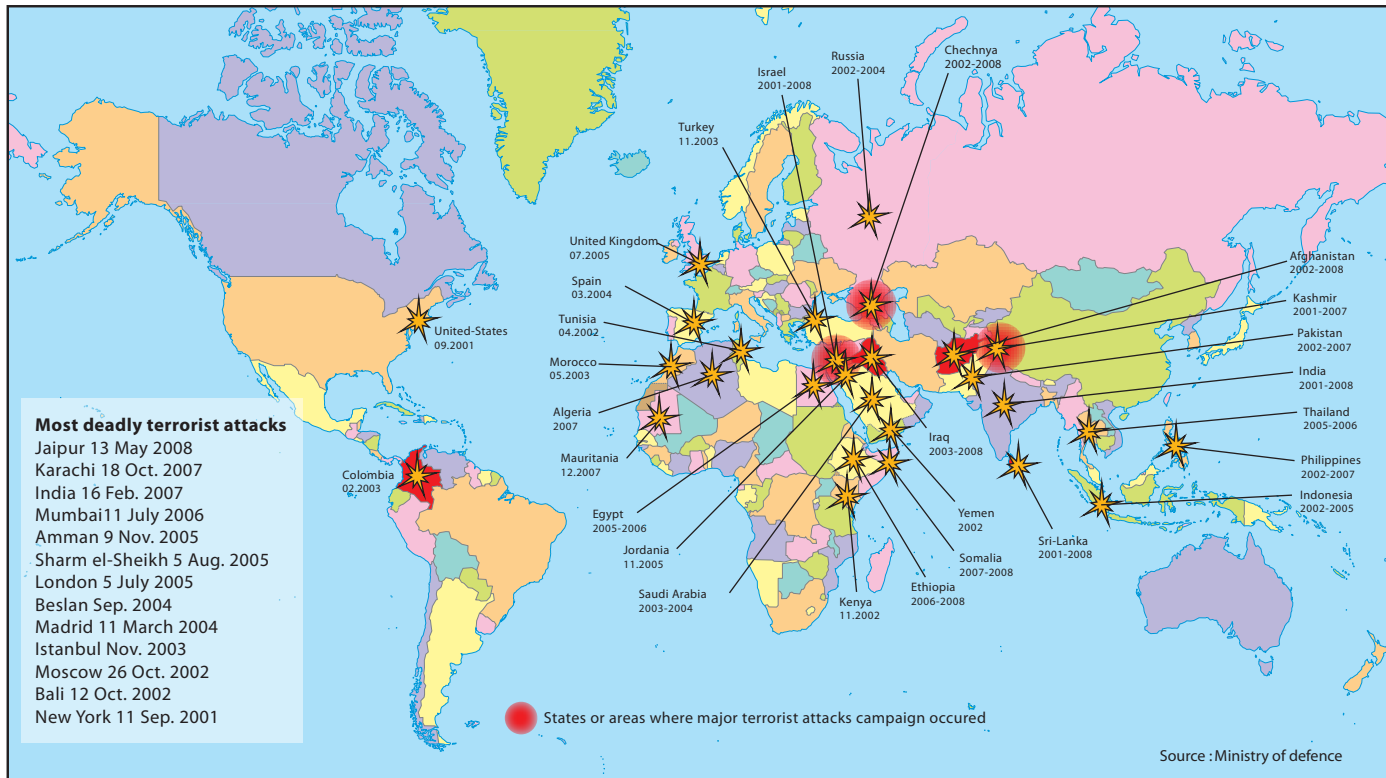 Israel
2001-2008
Russia
2002-2004
Chechnya
2002-2008
Turkey
11.2003
United Kingdom
07.2005
Spain
03.2004
Tunisia
04.2002
Morocco
05.2003
Algeria
2007
Mauritania
12.2007
United-States
09.2001
Colombia
02.2003
Egypt
2005-2006
Jordania
11.2005
Saudi Arabia
2003-2004
Kenya
11.2002
Ethiopia
2006-2008
Somalia
2007-2008
Yemen
2002
Iraq
2003-2008
Sri-Lanka
2001-2008
Afghanistan
2002-2008
Kashmir
2001-2007
Pakistan
2002-2007
India
2001-2008
Thailand
2005-2006
Philippines
2002-2007
Indonesia
2002-2005
Most deadly terrorist attacks
Jaipur 13 May 2008
Karachi 18 Oct. 2007
India 16 Feb. 2007
Mumbai11 July 2006
Amman 9 Nov. 2005
Sharm el-Sheikh 5 Aug. 2005
London 5 July 2005
Beslan Sep. 2004
Madrid 11 March 2004
Istanbul Nov. 2003
Moscow 26 Oct. 2002
Bali 12 Oct. 2002
New York 11 Sep. 2001
States or areas where major terrorist attacks campaign occured
Source : Ministry of defence